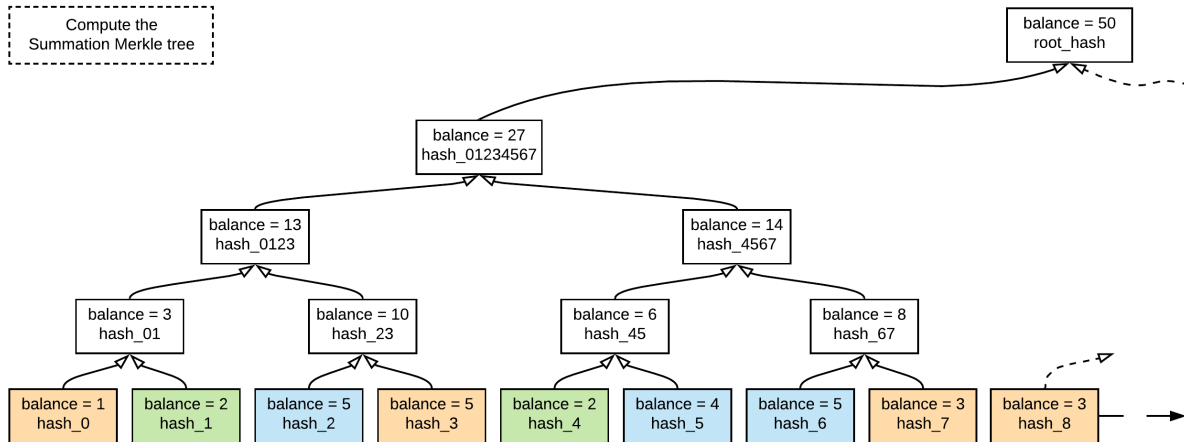 Compute the
Summation Merkle tree
balance = 50
root_hash
balance = 27
hash_01234567
balance = 13
hash_0123
balance = 14
hash_4567
balance = 3
hash_01
balance = 10
hash_23
balance = 6
hash_45
balance = 8
hash_67
balance = 1
hash_0
balance = 2
hash_1
balance = 5
hash_2
balance = 5
hash_3
balance = 2
hash_4
balance = 4
hash_5
balance = 5
hash_6
balance = 3
hash_7
balance = 3
hash_8